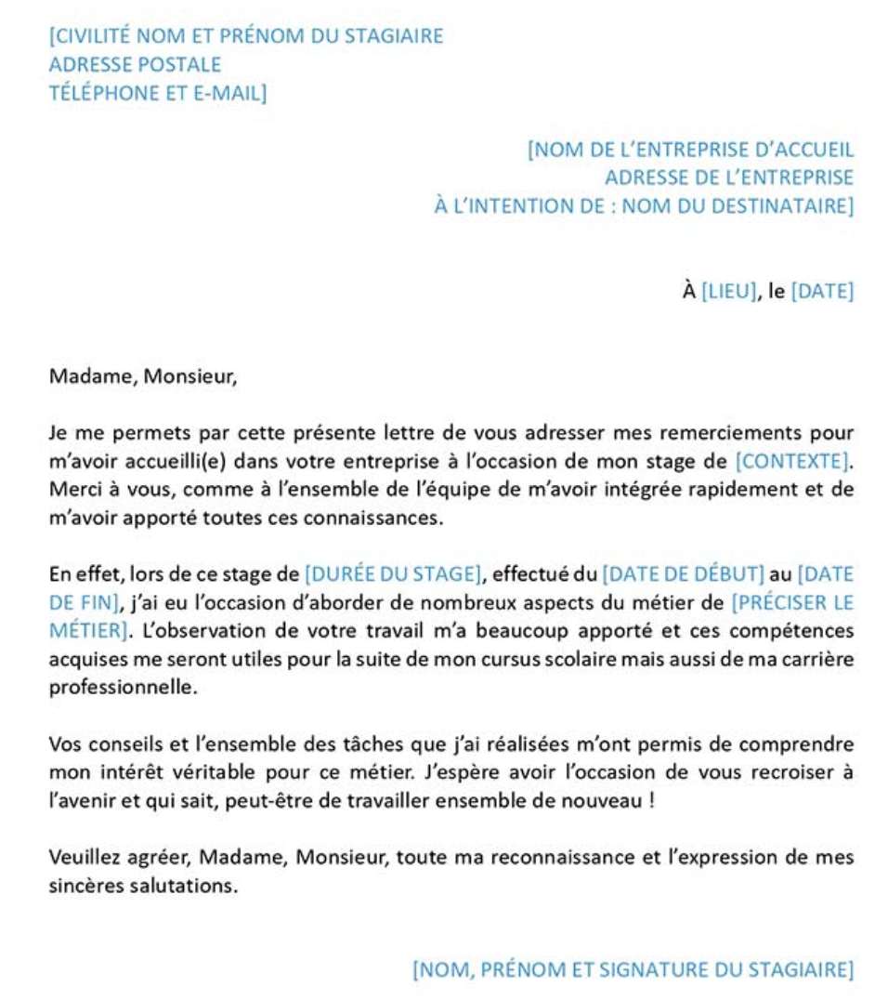 [CIVILITÉ NOM ET PRÉNOM DU STAGIAIRE
ADRESSE POSTALE
TÉLÉPHONE ET E-MAIL]
[NOM DE L’ENTREPRISE D’ACCUEIL
ADRESSE DE L’ENTREPRISE
À L’INTENTION DE : NOM DU DESTINATAIRE]
À [LIEU], le [DATE]
Madame, Monsieur,
Je me permets par cette présente lettre de vous adresser mes remerciements pour
m’avoir accueilli(e) dans votre entreprise à l’occasion de mon stage de [CONTEXTE].
Merci à vous, comme à l’ensemble de l’équipe de m’avoir intégrée rapidement et de
m’avoir apporté toutes ces connaissances.
En effet, lors de ce stage de [DURÉE DU STAGE], effectué du [DATE DE DÉBUT] au [DATE
DE FIN], j’ai eu l’occasion d’aborder de nombreux aspects du métier de [PRÉCISER LE
MÉTIER]. L’observation de votre travail m’a beaucoup apporté et ces compétences
acquises me seront utiles pour la suite de mon cursus scolaire mais aussi de ma carrière
professionnelle.
Vos conseils et l’ensemble des tâches que j’ai réalisées m’ont permis de comprendre
mon intérêt véritable pour ce métier. J’espère avoir l’occasion de vous recroiser à
l’avenir et qui sait, peut-être de travailler ensemble de nouveau !
Veuillez agréer, Madame, Monsieur, toute ma reconnaissance et l’expression de mes
sincères salutations.
[NOM, PRÉNOM ET SIGNATURE DU STAGIAIRE]